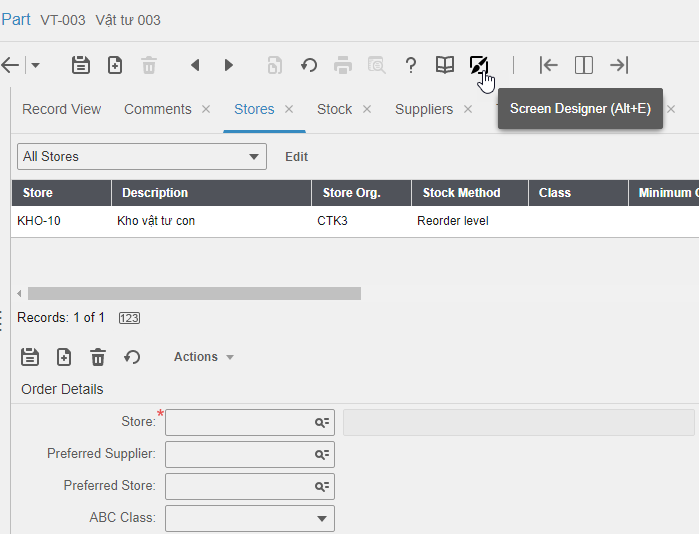 Part VT-003 Vật tư 003
Record View Comments Stores Stock Suppliers
Screen Designer (Alt+E)
All Stores Edit
Store Description Store Org. Stock Method Class Minimum
KHO-10 Kho vật tư con CTK3 Reorder level
Records: 1 of 1 123
Actions
Order Details
*Store:
Preferred Supplier:
Preferred Store:
ABC Class: